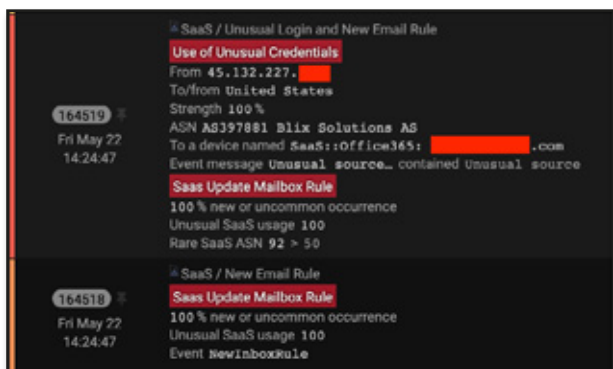 SaaS / Unusual Login and New Email Rule
Use of Unusual Credentials
From 45.132.227.
To/from United States
Strength 100%
164519
ASN AS397881 Blix Solutions AS
Fri May 22
To a device named SaaS::Office365: .com
14:24:47
Event message Unusual source… contained Unusual source
Saas Update Mailbox Rule
100% new or uncommon occurrence
Unusual SaaS usage 100
Rare SaaS ASN 92 > 50
SaaS / New Email Rule
164518
Saas Update Mailbox Rule
Fri May 22
100% new or uncommon occurrence
14:24:47
Unusual SaaS usage 100
Event NewInboxRule